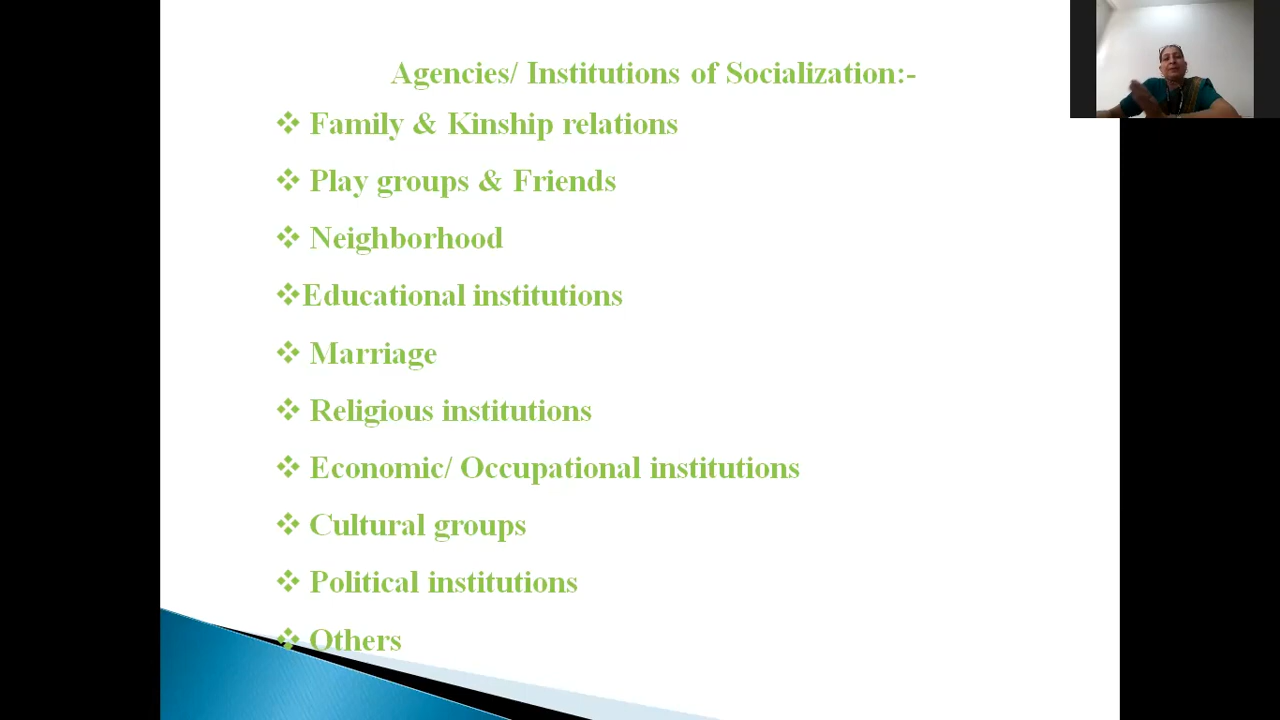 Agencies/ Institutions of Socialization:-
❖ Family & Kinship relations
❖ Play groups & Friends
❖ Neighborhood
❖Educational institutions
❖ Marriage
❖ Religious institutions
❖ Economic/ Occupational institutions
❖ Cultural groups
❖ Political institutions
❖ Others